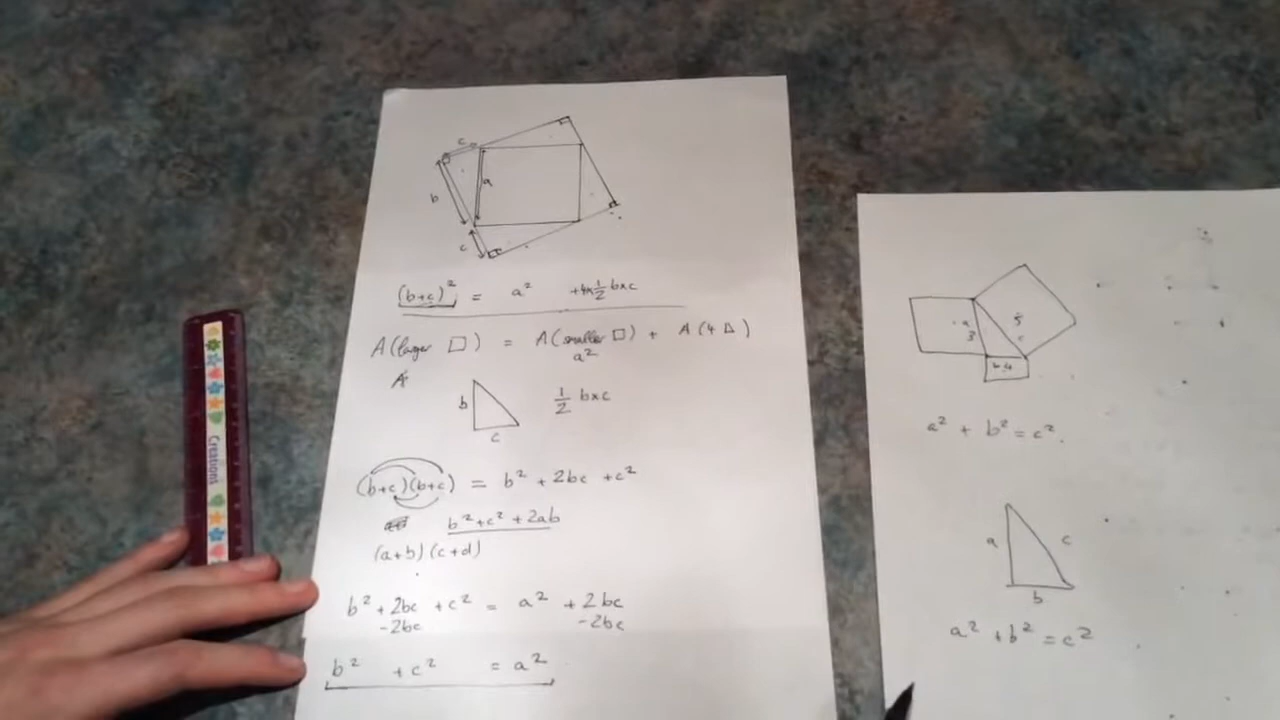 c
b
a
c
(b+c)² = a² +4×½ b×c
A(larger □) = A(smaller □) + A(4 Δ)
a²
A
b
c
½ b×c
(b+c)(b+c) = b² + 2bc + c²
b² + c² + 2ab
(a+b)(c+d)
b² + 2bc + c² = a² + 2bc
-2bc -2bc
b² + c² = a²
Creations
a
3
5
c
b 4
a² + b² = c².
a
c
b
a² + b² = c²